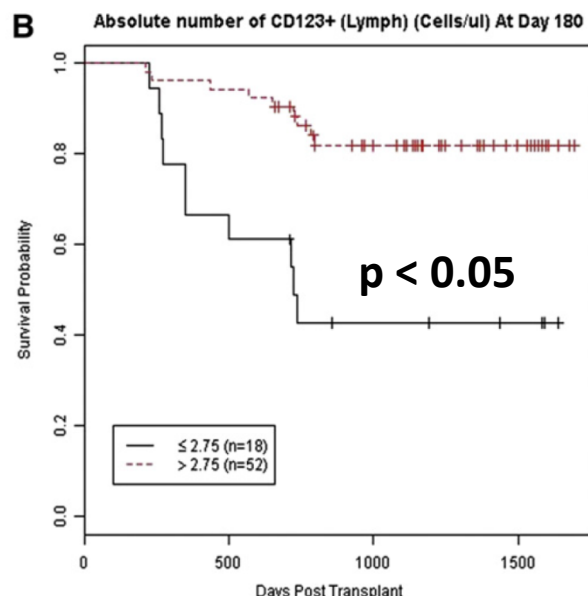 B
Absolute number of CD123+ (Lymph) (Cells/ul) At Day 180
Survival Probability
1.0
0.8
0.6
0.4
0.2
0.0
p < 0.05
≤ 2.75 (n=18)
> 2.75 (n=52)
0
500
1000
1500
Days Post Transplant